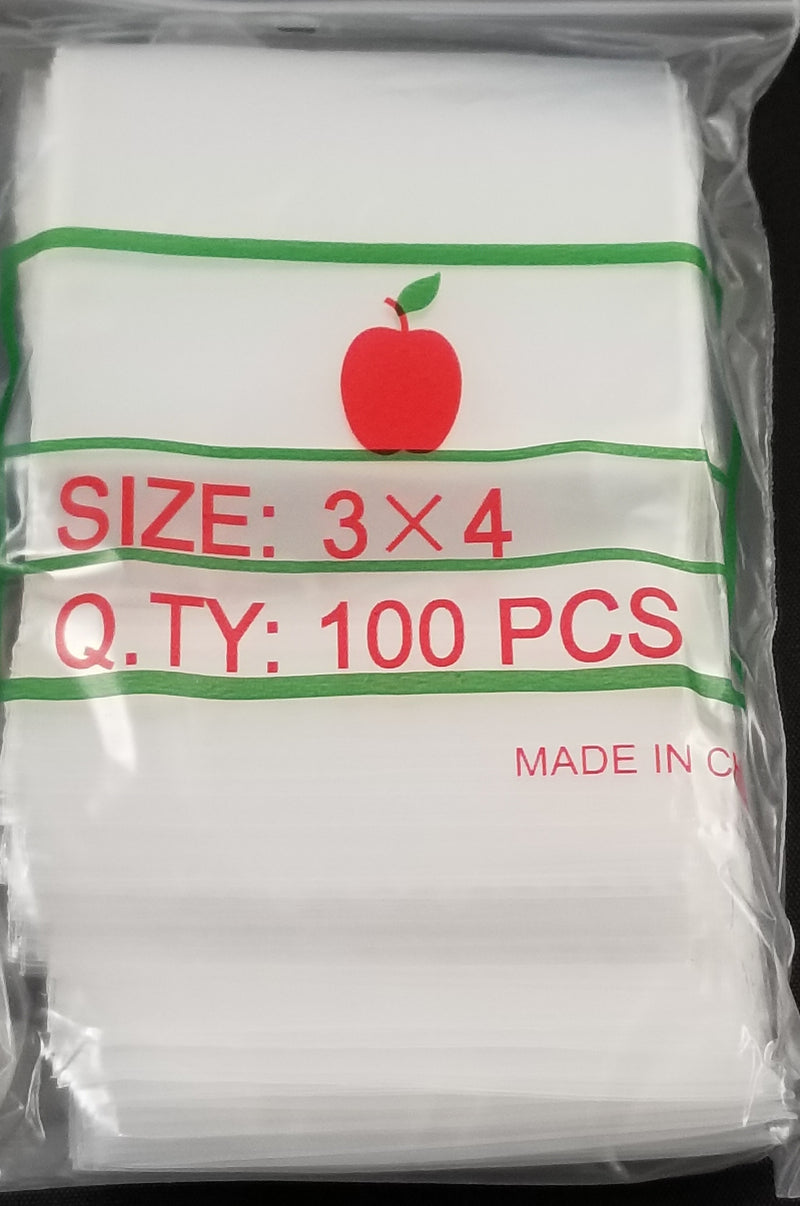 SIZE: 3×4
Q.TY: 100 PCS
MADE IN